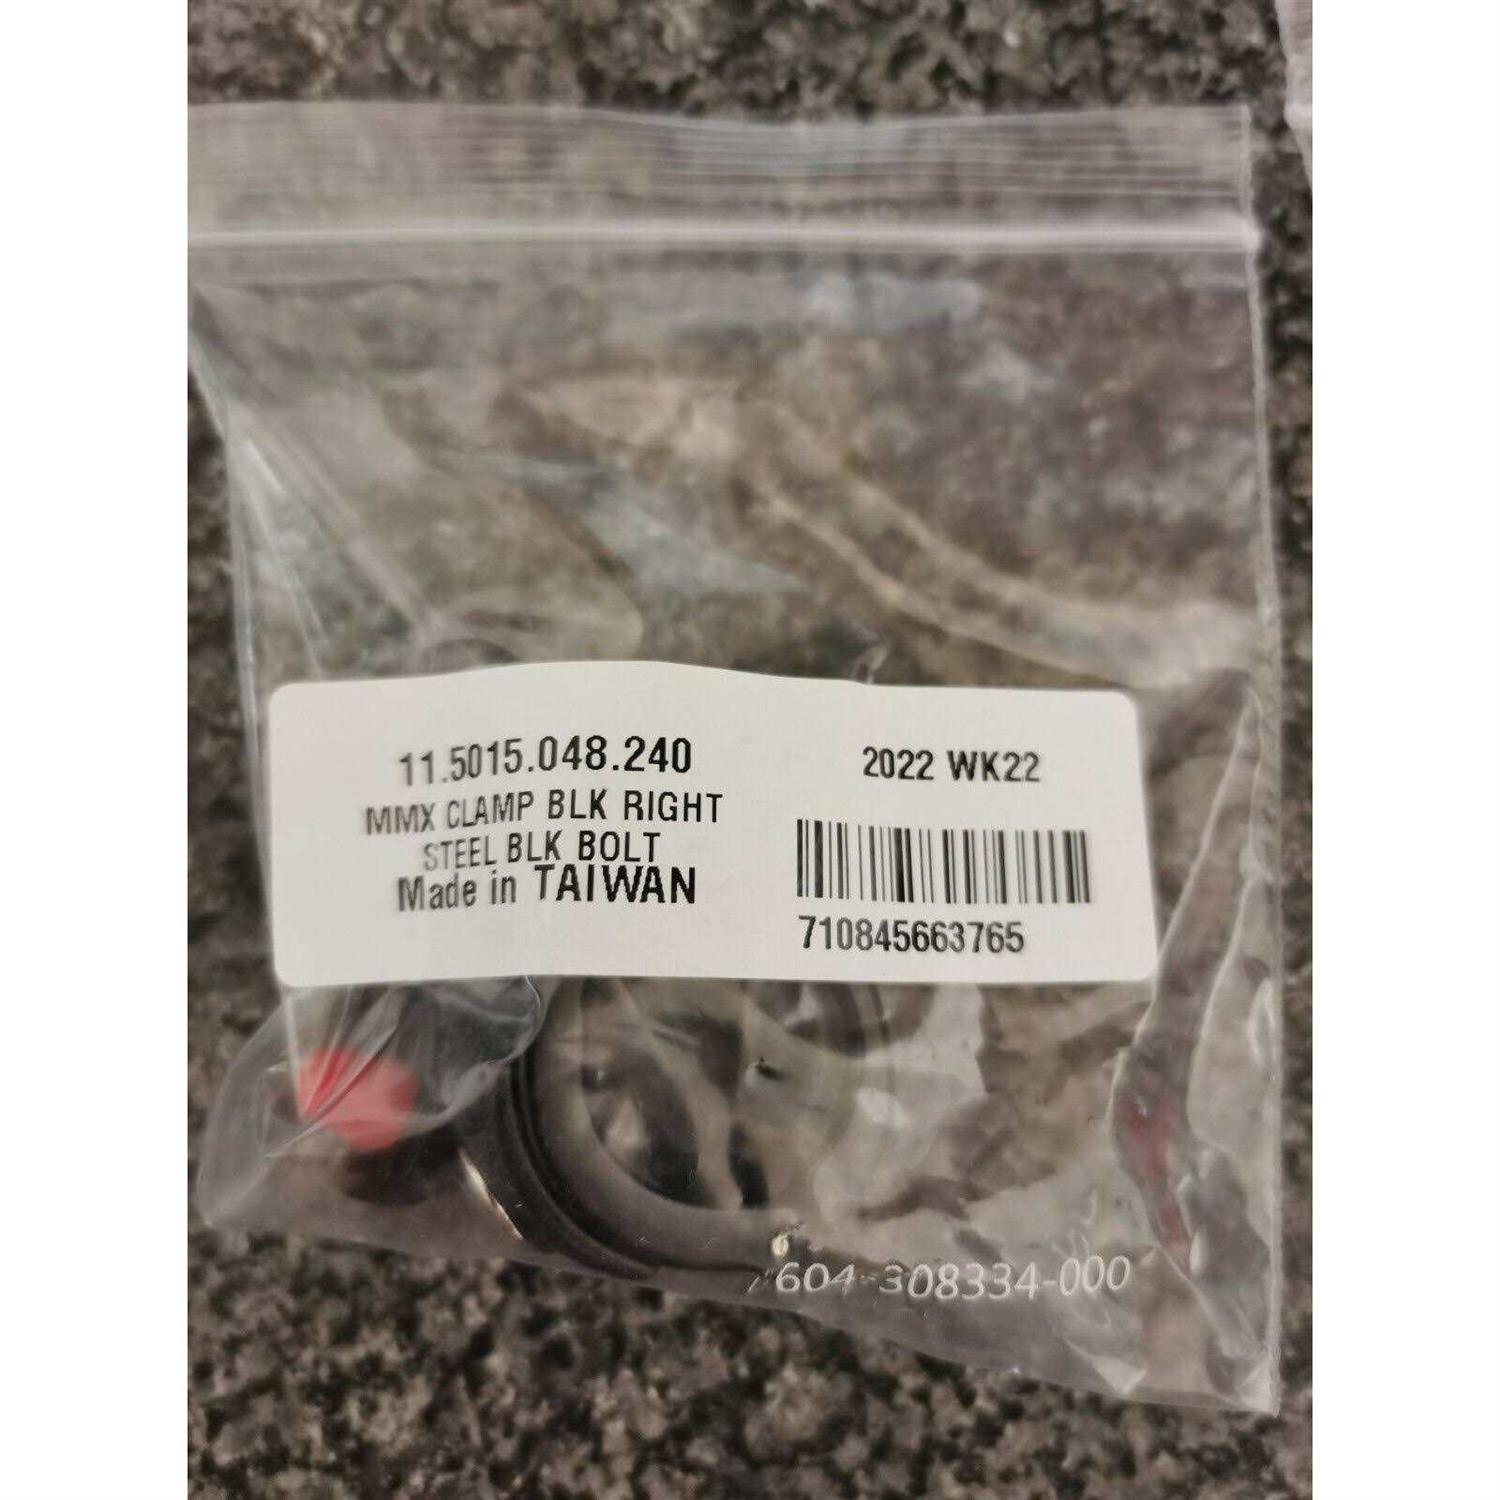 11.5015.048.240
MMX CLAMP BLK RIGHT
STEEL BLK BOLT
Made in TAIWAN
2022 WK22
710845663765
604-308334-000